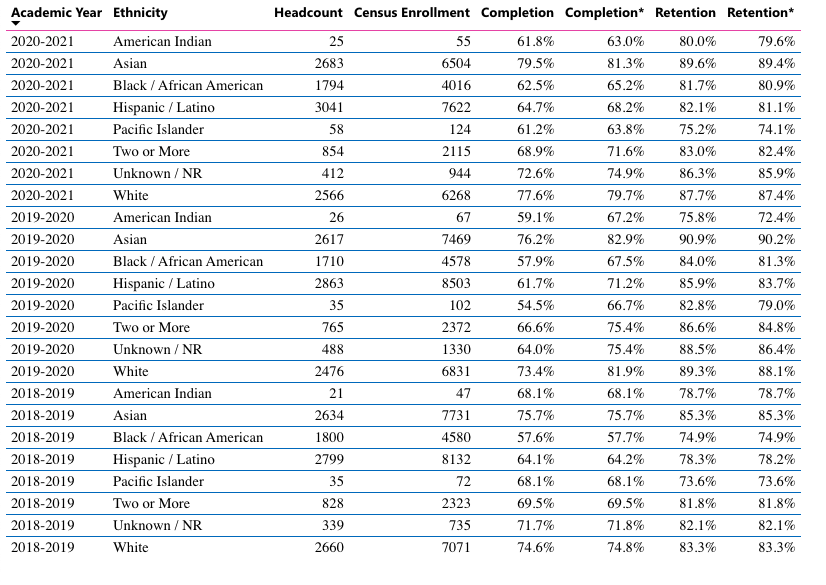 Academic Year Ethnicity Headcount Census Enrollment Completion Completion* Retention Retention*
2020-2021 American Indian 25 55 61.8% 63.0% 80.0% 79.6%
2020-2021 Asian 2683 6504 79.5% 81.3% 89.6% 89.4%
2020-2021 Black / African American 1794 4016 62.5% 65.2% 81.7% 80.9%
2020-2021 Hispanic / Latino 3041 7622 64.7% 68.2% 82.1% 81.1%
2020-2021 Pacific Islander 58 124 61.2% 63.8% 75.2% 74.1%
2020-2021 Two or More 854 2115 68.9% 71.6% 83.0% 82.4%
2020-2021 Unknown / NR 412 944 72.6% 74.9% 86.3% 85.9%
2020-2021 White 2566 6268 77.6% 79.7% 87.7% 87.4%
2019-2020 American Indian 26 67 59.1% 67.2% 75.8% 72.4%
2019-2020 Asian 2617 7469 76.2% 82.9% 90.9% 90.2%
2019-2020 Black / African American 1710 4578 57.9% 67.5% 84.0% 81.3%
2019-2020 Hispanic / Latino 2863 8503 61.7% 71.2% 85.9% 83.7%
2019-2020 Pacific Islander 35 102 54.5% 66.7% 82.8% 79.0%
2019-2020 Two or More 765 2372 66.6% 75.4% 86.6% 84.8%
2019-2020 Unknown / NR 488 1330 64.0% 75.4% 88.5% 86.4%
2019-2020 White 2476 6831 73.4% 81.9% 89.3% 88.1%
2018-2019 American Indian 21 47 68.1% 68.1% 78.7% 78.7%
2018-2019 Asian 2634 7731 75.7% 75.7% 85.3% 85.3%
2018-2019 Black / African American 1800 4580 57.6% 57.7% 74.9% 74.9%
2018-2019 Hispanic / Latino 2799 8132 64.1% 64.2% 78.3% 78.2%
2018-2019 Pacific Islander 35 72 68.1% 68.1% 73.6% 73.6%
2018-2019 Two or More 828 2323 69.5% 69.5% 81.8% 81.8%
2018-2019 Unknown / NR 339 735 71.7% 71.8% 82.1% 82.1%
2018-2019 White 2660 7071 74.6% 74.8% 83.3% 83.3%